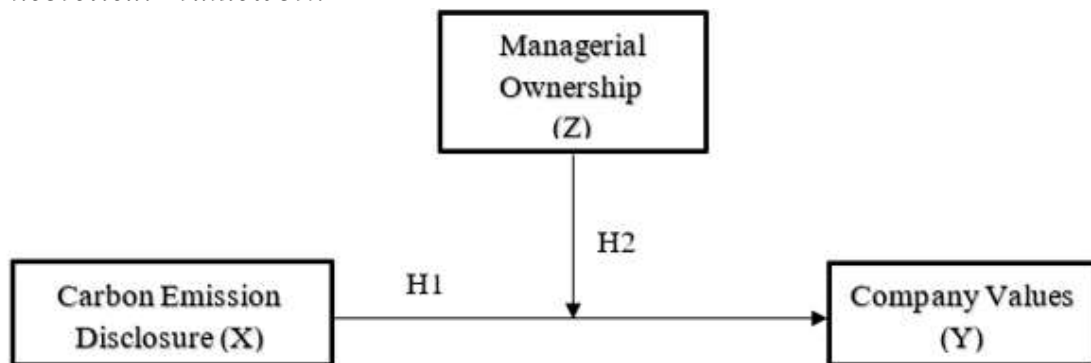 Managerial
Ownership
(Z)
H2
H1
Carbon Emission
Disclosure (X)
Company Values
(Y)